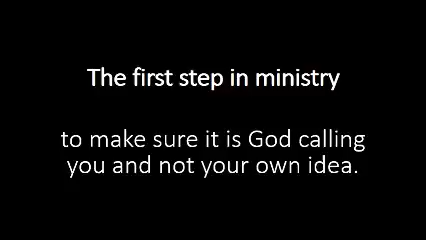 The first step in ministry
to make sure it is God calling
you and not your own idea.